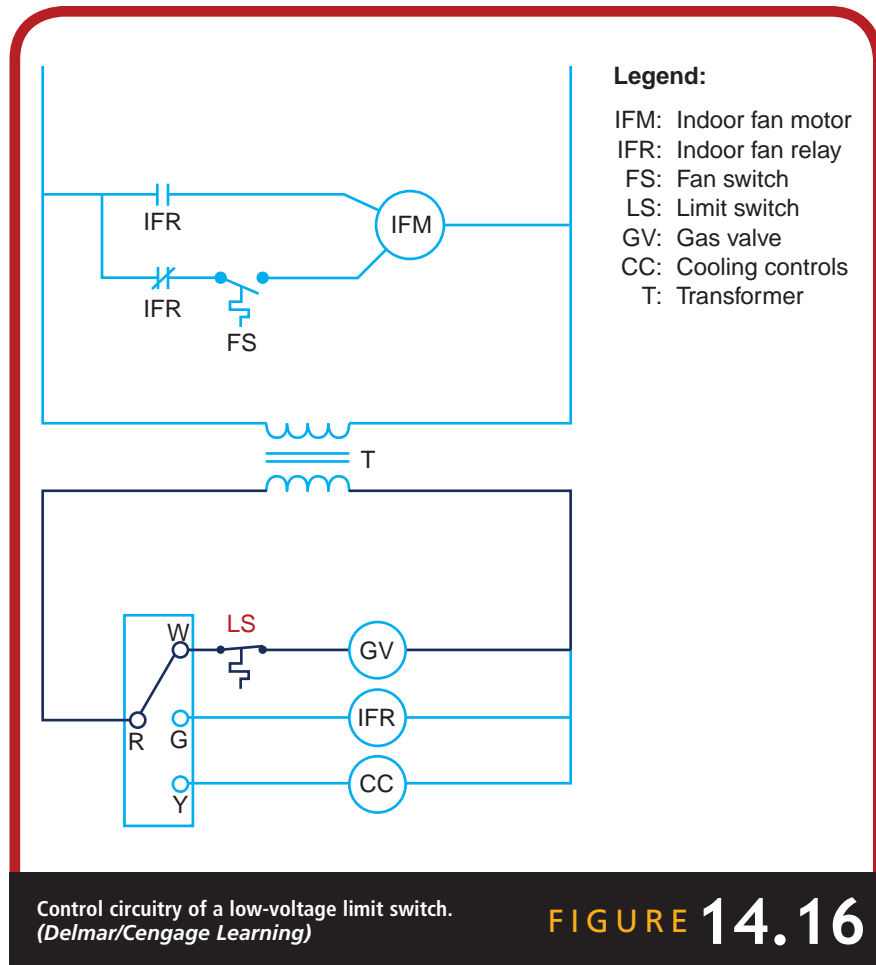 Legend:
IFM: Indoor fan motor
IFR: Indoor fan relay
FS: Fan switch
LS: Limit switch
GV: Gas valve
CC: Cooling controls
T: Transformer
IFR
IFM
IFR
FS
T
W
LS
GV
R
G
IFR
Y
CC
Control circuitry of a low-voltage limit switch.
(Delmar/Cengage Learning)
FIGURE 14.16